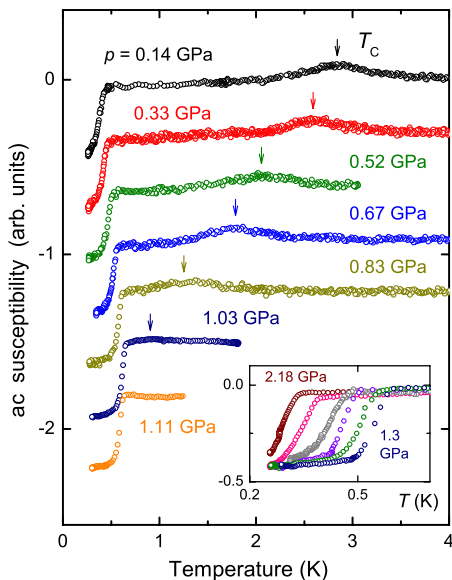 T_C
p = 0.14 GPa
0
0.33 GPa
0.52 GPa
0.67 GPa
-1
0.83 GPa
1.03 GPa
1.11 GPa
-2
ac susceptibility (arb. units)
0.0
2.18 GPa
1.3
GPa
-0.5
0.2 0.5 T (K)
0 1 2 3 4
Temperature (K)